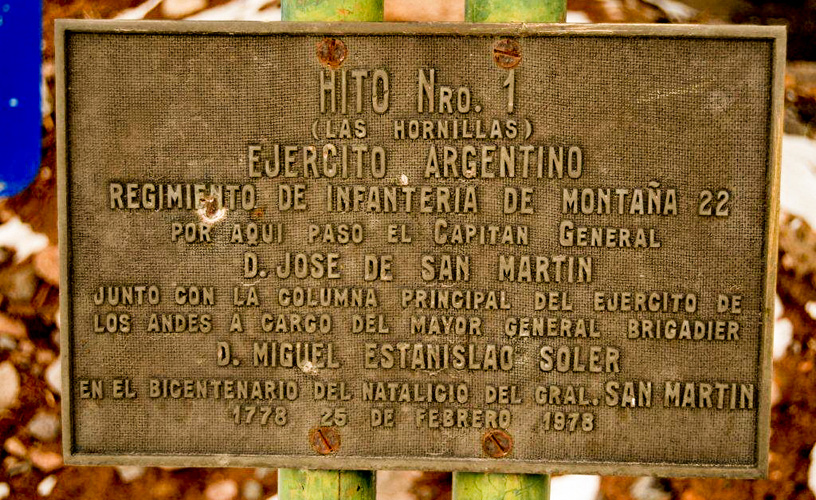 HITO NRO. 1
(LAS HORNILLAS)
EJERCITO ARGENTINO
REGIMIENTO DE INFANTERIA DE MONTAÑA 22
POR AQUI PASO EL CAPITAN GENERAL
D. JOSE DE SAN MARTIN
JUNTO CON LA COLUMNA PRINCIPAL DEL EJERCITO DE
LOS ANDES A CARGO DEL MAYOR GENERAL BRIGADIER
D. MIGUEL ESTANISLAO SOLER
EN EL BICENTENARIO DEL NATALICIO DEL GRAL. SAN MARTIN
1778 25 DE FEBRERO 1978